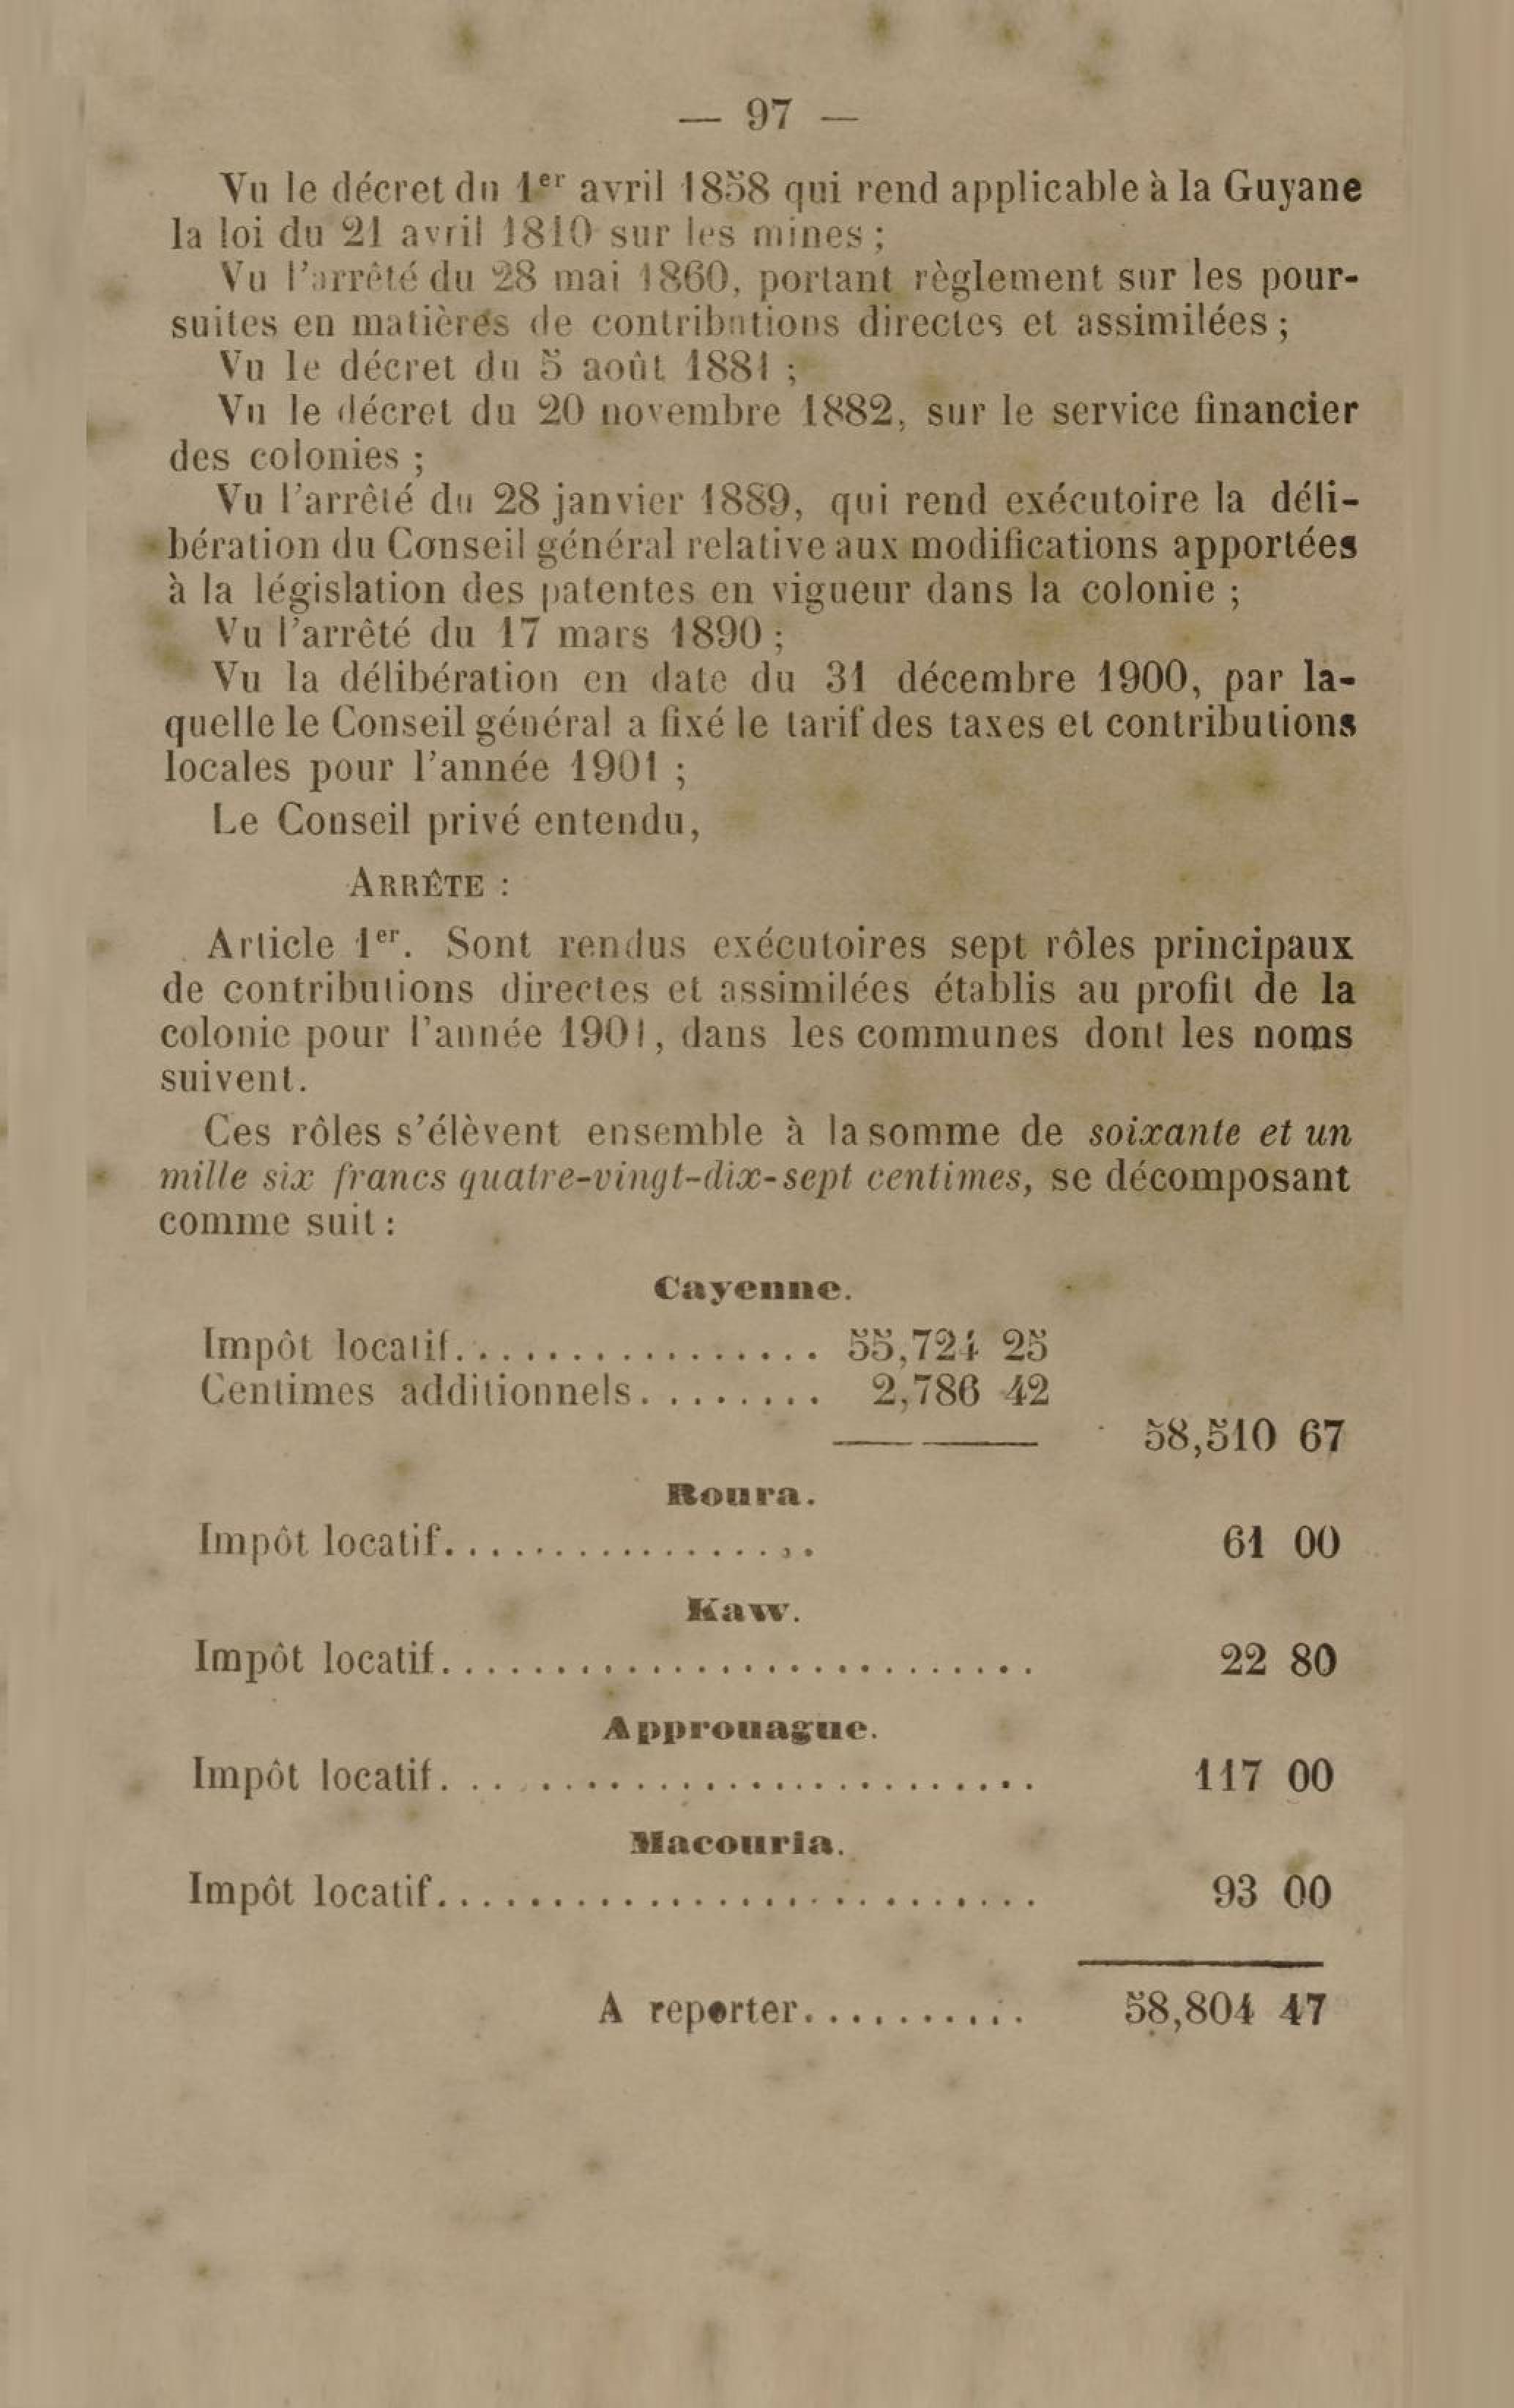 — 97 —
Vu le décret du 1er avril 1858 qui rend applicable à la Guyane
la loi du 21 avril 1810 sur les mines ;
Vu l'arrêté du 28 mai 1860, portant règlement sur les pour-
suites en matières de contributions directes et assimilées ;
Vu le décret du 5 août 1881 ;
Vu le décret du 20 novembre 1882, sur le service financier
des colonies ;
Vu l'arrêté du 28 janvier 1889, qui rend exécutoire la déli-
bération du Conseil général relative aux modifications apportées
à la législation des patentes en vigueur dans la colonie ;
Vu l'arrêté du 17 mars 1890 ;
Vu la délibération en date du 31 décembre 1900, par la-
quelle le Conseil général a fixé le tarif des taxes et contributions
locales pour l'année 1901 ;
Le Conseil privé entendu,
ARRÊTE :
Article 1er. Sont rendus exécutoires sept rôles principaux
de contributions directes et assimilées établis au profit de la
colonie pour l'année 1901, dans les communes dont les noms
suivent.
Ces rôles s'élèvent ensemble à la somme de soixante et un
mille six francs quatre-vingt-dix-sept centimes, se décomposant
comme suit :
Cayenne.
Impôt locatif................ 55,724 25
Centimes additionnels........ 2,786 42
58,510 67
Roura.
Impôt locatif................ 61 00
Kaw.
Impôt locatif.......................... 22 80
Approuague.
Impôt locatif.......................... 117 00
Macouria.
Impôt locatif.......................... 93 00
A reporter.......... 58,804 47